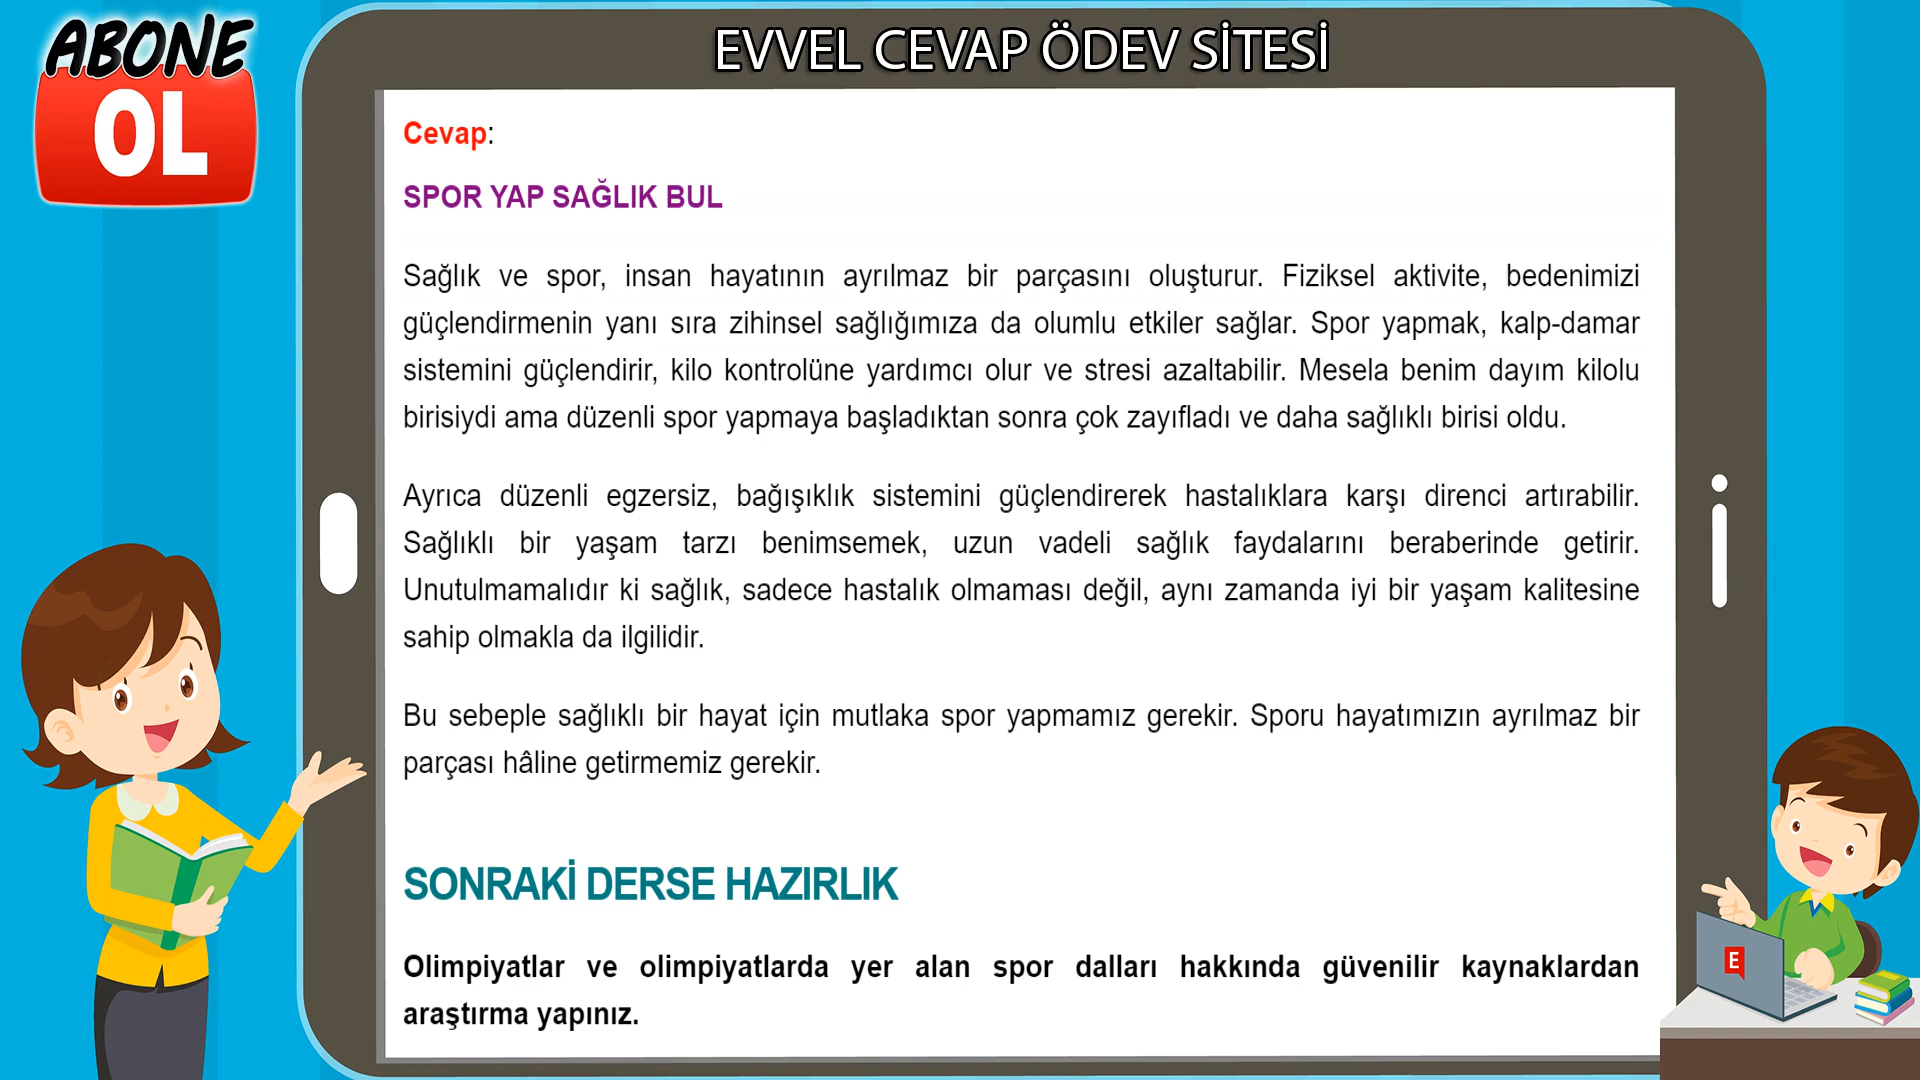 ABONE
OL
EVVEL CEVAP ÖDEV SİTESİ
Cevap:
SPOR YAP SAĞLIK BUL
Sağlık ve spor, insan hayatının ayrılmaz bir parçasını oluşturur. Fiziksel aktivite, bedenimizi
güçlendirmenin yanı sıra zihinsel sağlığımıza da olumlu etkiler sağlar. Spor yapmak, kalp-damar
sistemini güçlendirir, kilo kontrolüne yardımcı olur ve stresi azaltabilir. Mesela benim dayım kilolu
birisiydi ama düzenli spor yapmaya başladıktan sonra çok zayıfladı ve daha sağlıklı birisi oldu.
Ayrıca düzenli egzersiz, bağışıklık sistemini güçlendirerek hastalıklara karşı direnci artırabilir.
Sağlıklı bir yaşam tarzı benimsemek, uzun vadeli sağlık faydalarını beraberinde getirir.
Unutulmamalıdır ki sağlık, sadece hastalık olmaması değil, aynı zamanda iyi bir yaşam kalitesine
sahip olmakla da ilgilidir.
Bu sebeple sağlıklı bir hayat için mutlaka spor yapmamız gerekir. Sporu hayatımızın ayrılmaz bir
parçası hâline getirmemiz gerekir.
SONRAKİ DERSE HAZIRLIK
Olimpiyatlar ve olimpiyatlarda yer alan spor dalları hakkında güvenilir kaynaklardan
araştırma yapınız.
E